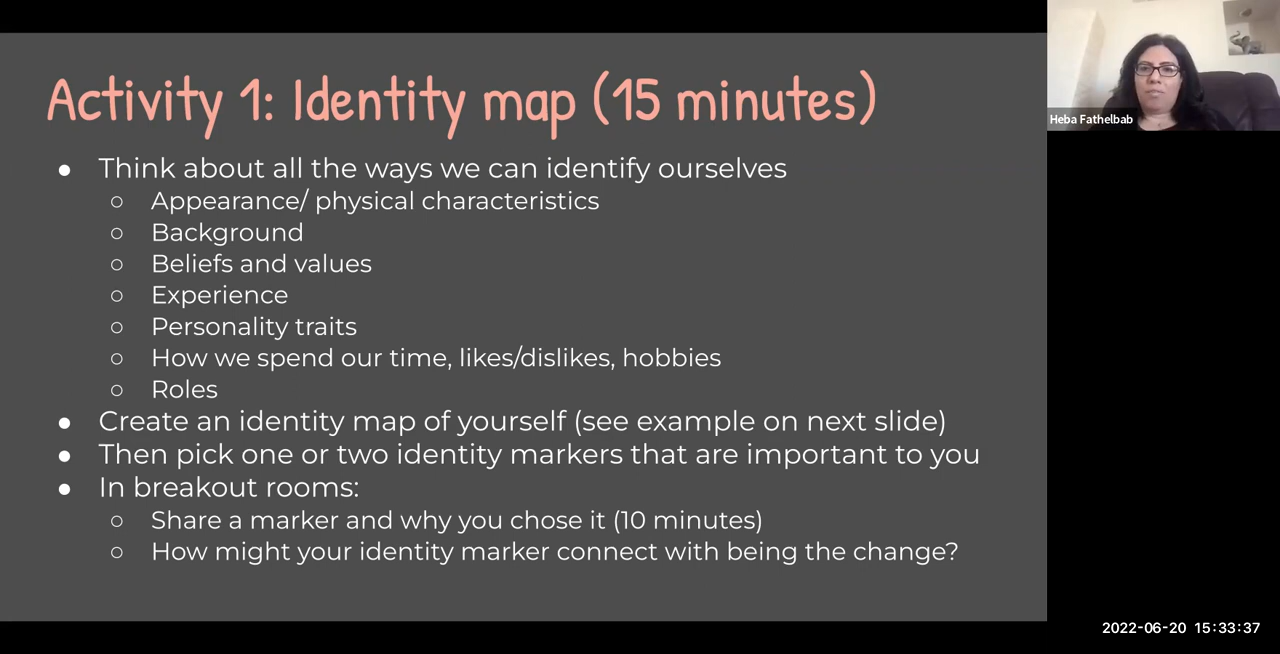 Activity 1: Identity map (15 minutes)
● Think about all the ways we can identify ourselves
○ Appearance/ physical characteristics
○ Background
○ Beliefs and values
○ Experience
○ Personality traits
○ How we spend our time, likes/dislikes, hobbies
○ Roles
● Create an identity map of yourself (see example on next slide)
● Then pick one or two identity markers that are important to you
● In breakout rooms:
○ Share a marker and why you chose it (10 minutes)
○ How might your identity marker connect with being the change?
Heba Fathelbab
2022-06-20 15:33:37